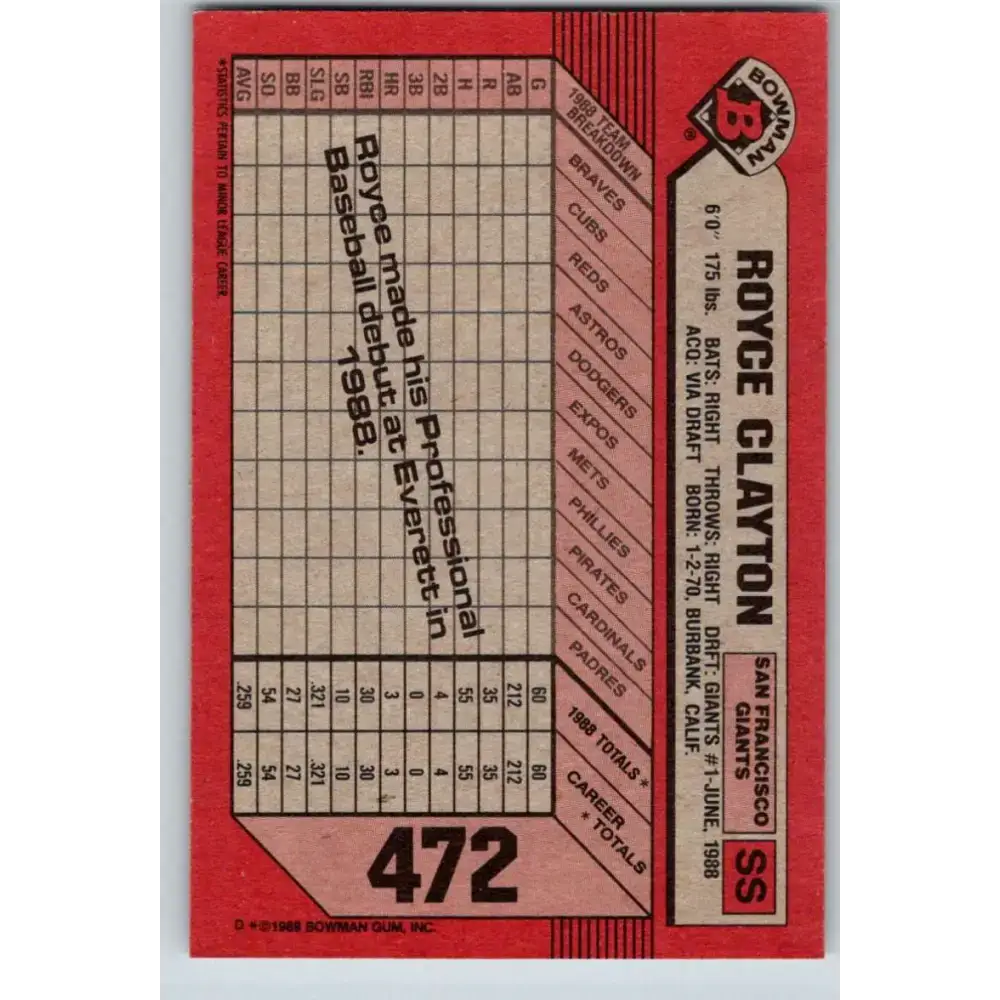 BOWMAN
B
®
ROYCE CLAYTON
SAN FRANCISCO
GIANTS
SS
6'0" 175 lbs. BATS: RIGHT THROWS: RIGHT DRFT: GIANTS #1-JUNE, 1988
ACQ: VIA DRAFT BORN: 1-2-70, BURBANK, CALIF.
1988 TEAM
BREAKDOWN
BRAVES
CUBS
REDS
ASTROS
DODGERS
EXPOS
METS
PHILLIES
PIRATES
CARDINALS
PADRES
1988 TOTALS *
CAREER
* TOTALS
G 60 60
AB 212 212
R 35 35
H 55 55
2B 4 4
3B 0 0
HR 3 3
RBI 30 30
SB 10 10
SLG .321 .321
BB 27 27
SO 54 54
AVG .259 .259
Royce made his Professional
Baseball debut at Everett in
1988.
*STATISTICS PERTAIN TO MINOR LEAGUE CAREER.
472
D *©1989 BOWMAN GUM, INC.